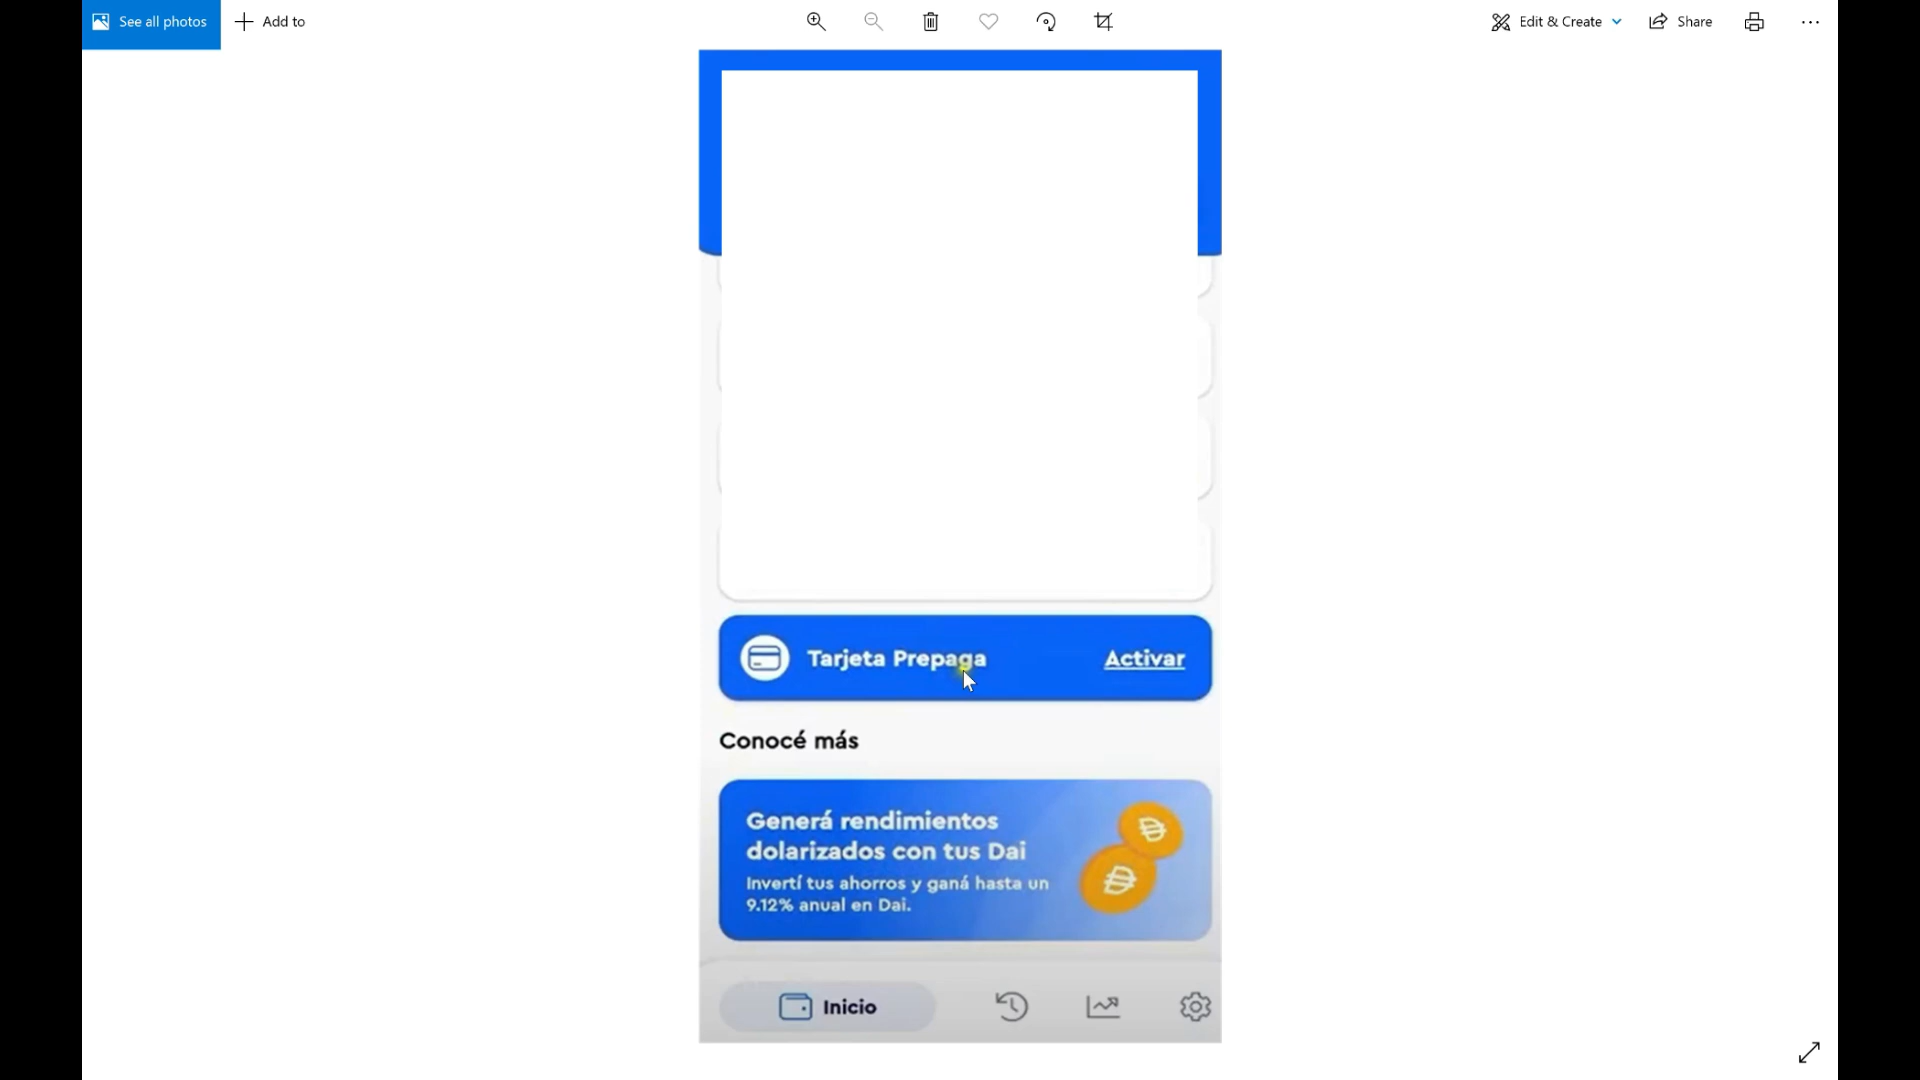 See all photos
Add to
Edit & Create
Share
Tarjeta Prepaga
Activar
Conocé más
Generá rendimientos
dolarizados con tus Dai
Invertí tus ahorros y ganá hasta un
9.12% anual en Dai.
Inicio